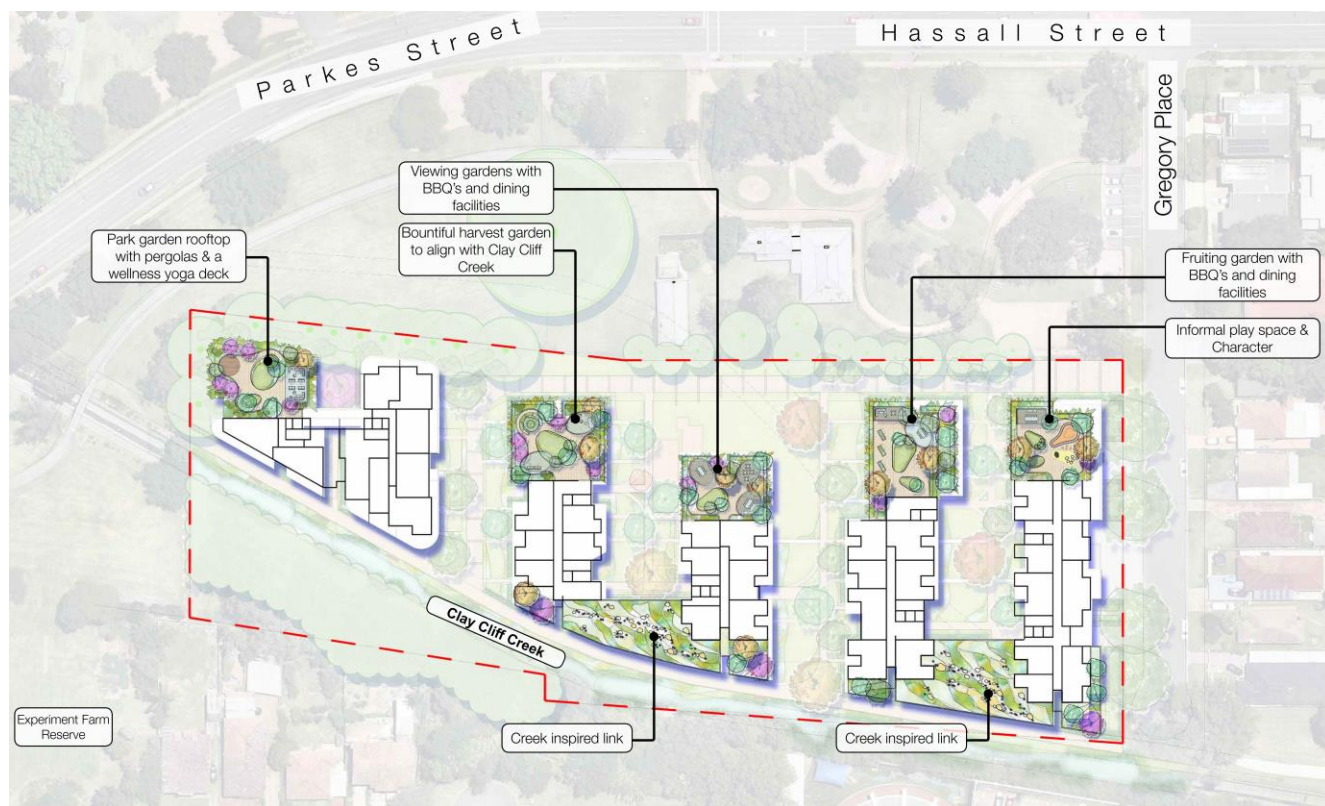 Parkes Street
Hassall Street
Gregory Place
Viewing gardens with
BBQ's and dining
facilities
Bountiful harvest garden
to align with Clay Cliff
Creek
Park garden rooftop
with pergolas & a
wellness yoga deck
Fruiting garden with
BBQ's and dining
facilities
Informal play space &
Character
Clay Cliff Creek
Experiment Farm
Reserve
Creek inspired link
Creek inspired link